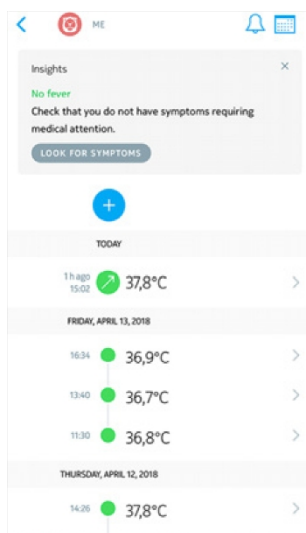 ME
Insights
No fever
Check that you do not have symptoms requiring
medical attention.
LOOK FOR SYMPTOMS
TODAY
1 h ago
15:02
37,8°C
FRIDAY, APRIL 13, 2018
16:34 36,9°C
13:40 36,7°C
11:30 36,8°C
THURSDAY, APRIL 12, 2018
14:26 37,8°C